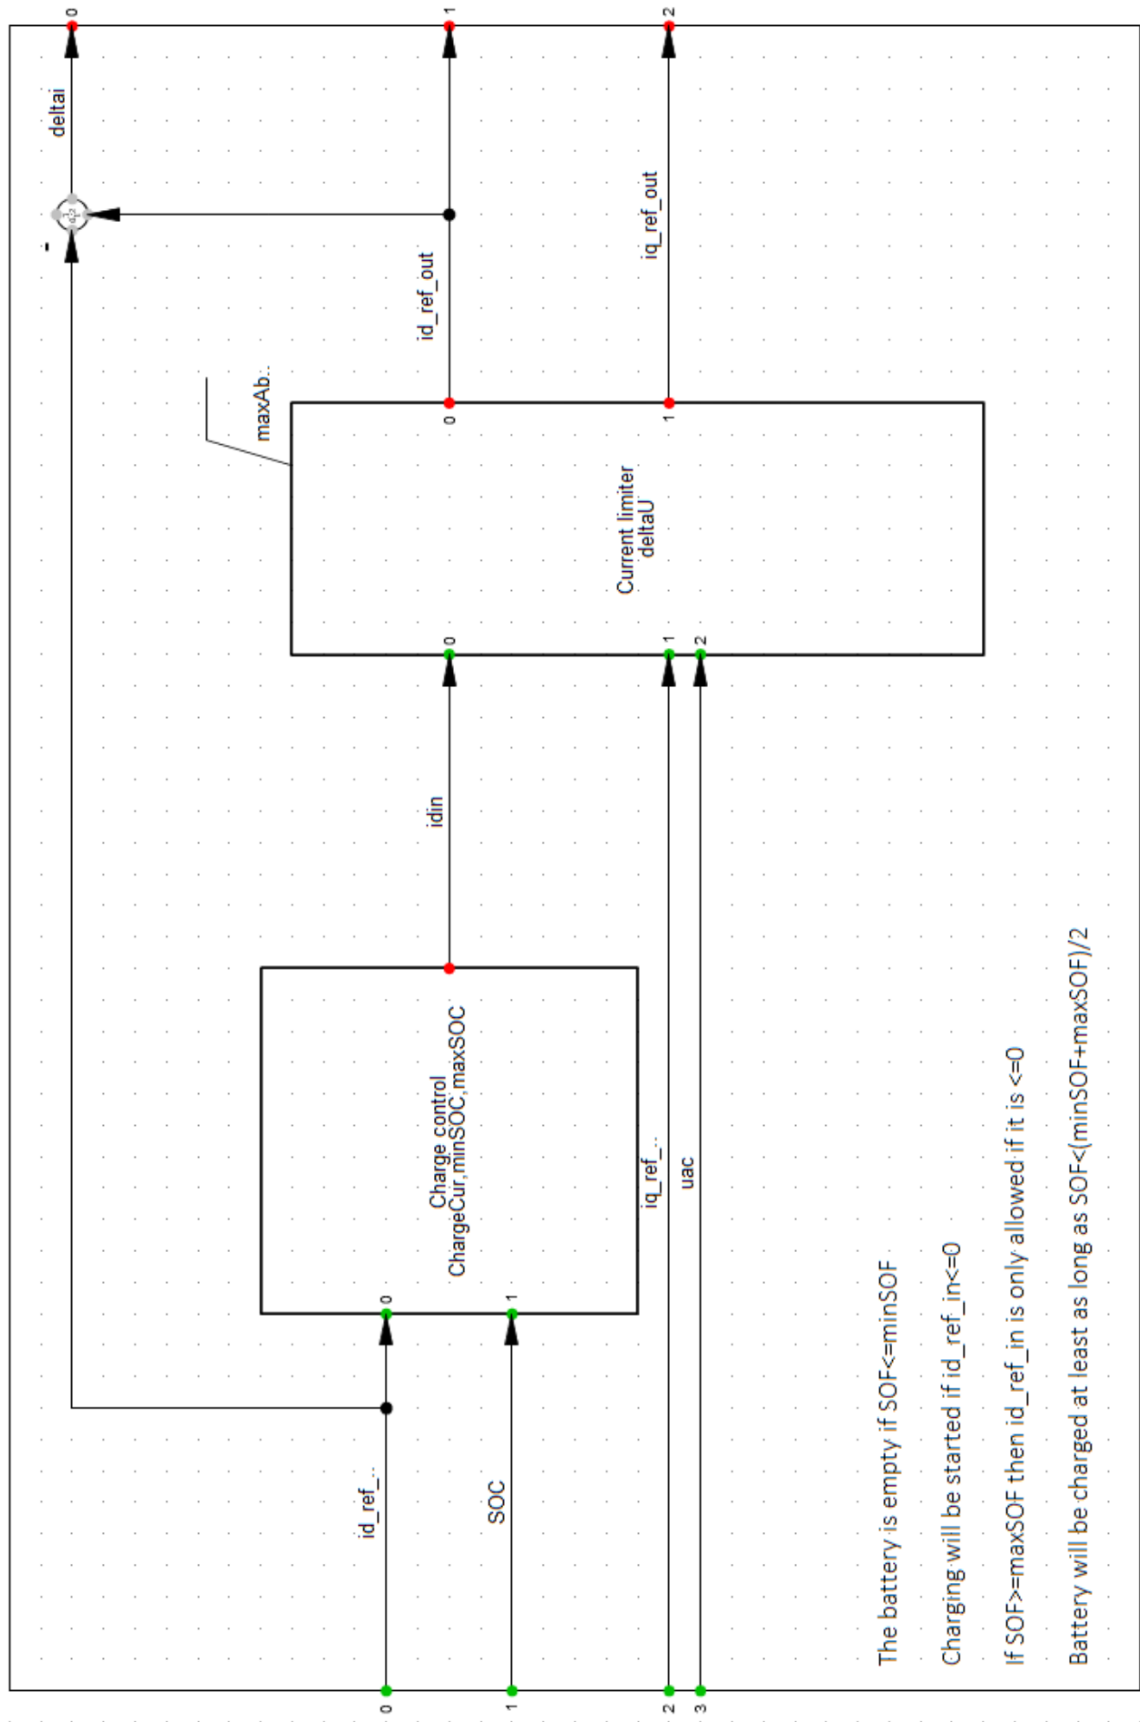 0
deltai
-
1
id_ref_out
2
iq_ref_out
maxAb..
0
1
Current limiter
deltaU
0
1
2
idin
Charge control
ChargeCur,minSOC,maxSOC
0
1
id_ref_..
SOC
iq_ref_..
uac
0
1
2
3
The battery is empty if SOF<=minSOF
Charging will be started if id_ref_in<=0
If SOF>=maxSOF then id_ref_in is only allowed if it is <=0
Battery will be charged at least as long as SOF<(minSOF+maxSOF)/2